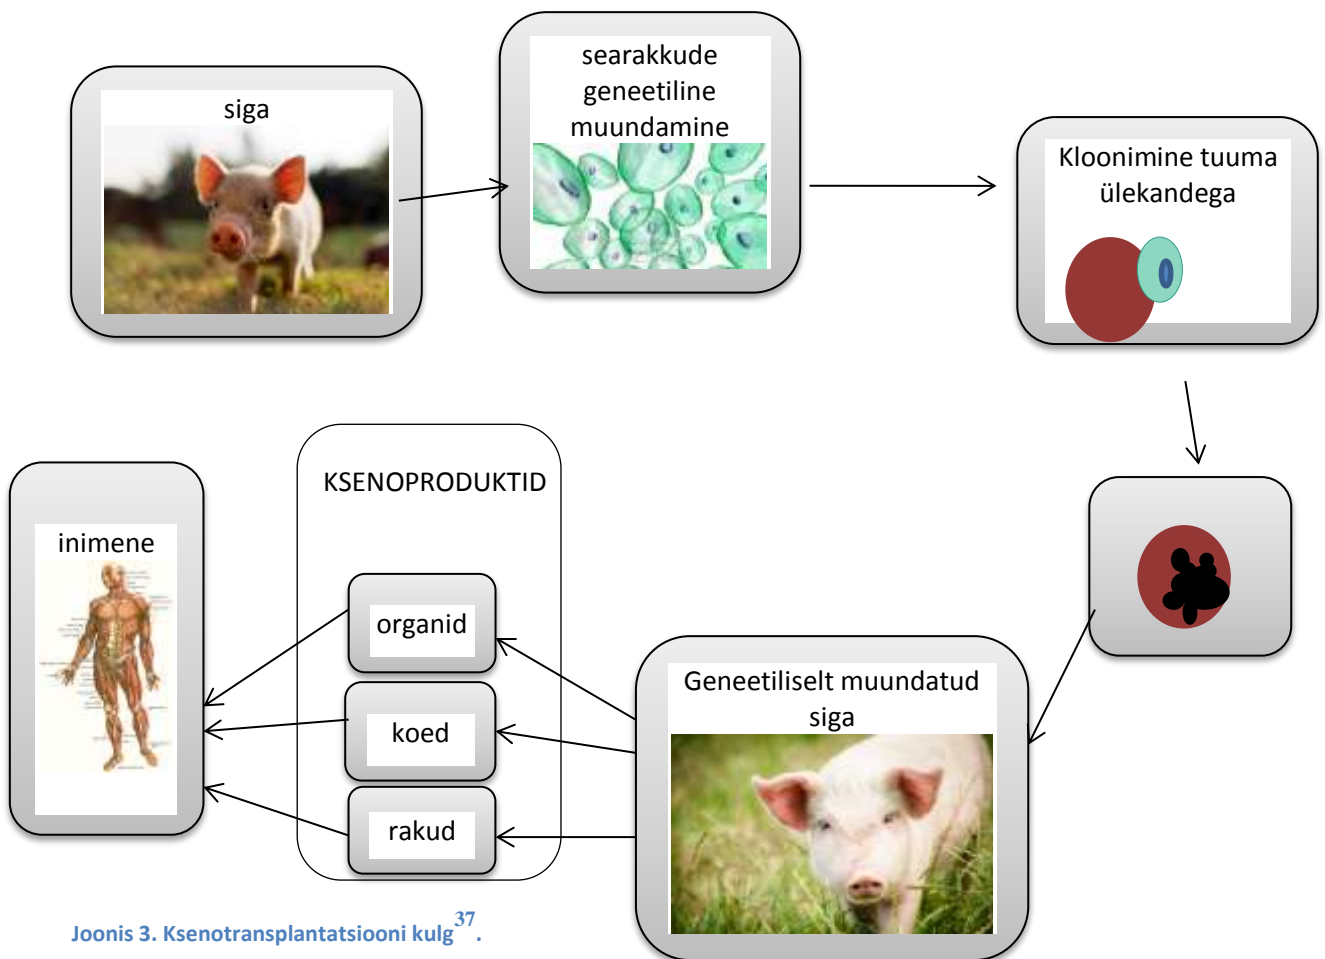 siga
searakkude
geneetiline
muundamine
Kloonimine tuuma
ülekandega
KSENOPRODUKTID
inimene
organid
koed
rakud
Geneetiliselt muundatud
siga
Joonis 3. Ksenotransplantatsiooni kulg³⁷.